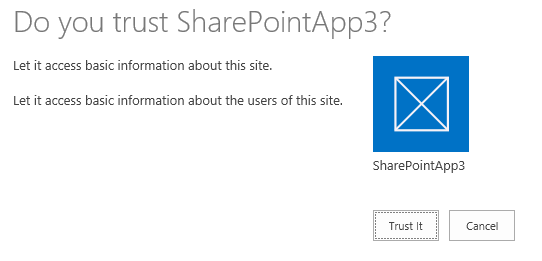 Do you trust SharePointApp3?
Let it access basic information about this site.
Let it access basic information about the users of this site.
SharePointApp3
Trust It
Cancel